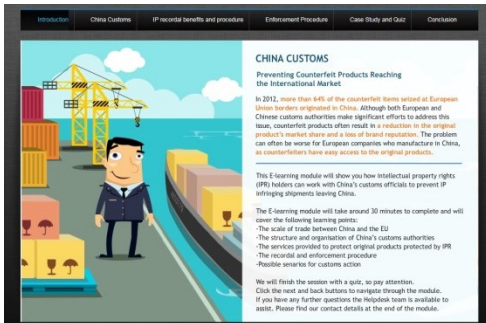 Introduction China Customs IP recordal benefits and procedure Enforcement Procedure Case Study and Quiz Conclusion
CHINA CUSTOMS
Preventing Counterfeit Products Reaching
the International Market
In 2012, more than 64% of the counterfeit items seized at European
Union borders originated in China. Although both European and
Chinese customs authorities make significant efforts to address this
issue, counterfeit products often result in a reduction in the original
product's market share and a loss of brand reputation. The problem
can often be worse for European companies who manufacture in China,
as counterfeiters have easy access to the original products.
This E-learning module will show you how intellectual property rights
(IPR) holders can work with China's customs officials to prevent IP
infringing shipments leaving China.
The E-learning module will take around 30 minutes to complete and will
cover the following learning points:
-The scale of trade between China and the EU
-The structure and organisation of China's customs authorities
-The services provided to protect original products protected by IPR
-The recordal and enforcement procedure
-Possible senarios for customs action
We will finish the session with a quiz, so pay attention.
Click the next and back buttons to navigate through the module.
If you have any further questions the Helpdesk team is available to
assist. Please find our contact details at the end of the module.